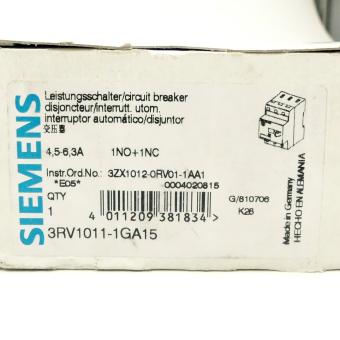 SIEMENS
Leistungsschalter/circuit breaker
disjoncteur/interrutt. utom.
interruptor automático/disjuntor
变压器
4,5-6,3A 1NO+1NC
Instr.Ord.No.: 3ZX1012-0RV01-1AA1
*E05* 0004020815
QTY
1
4 011209 381834 >
G/610706
K26
3RV1011-1GA15
Made in Germany
HECHO EN ALEMANIA